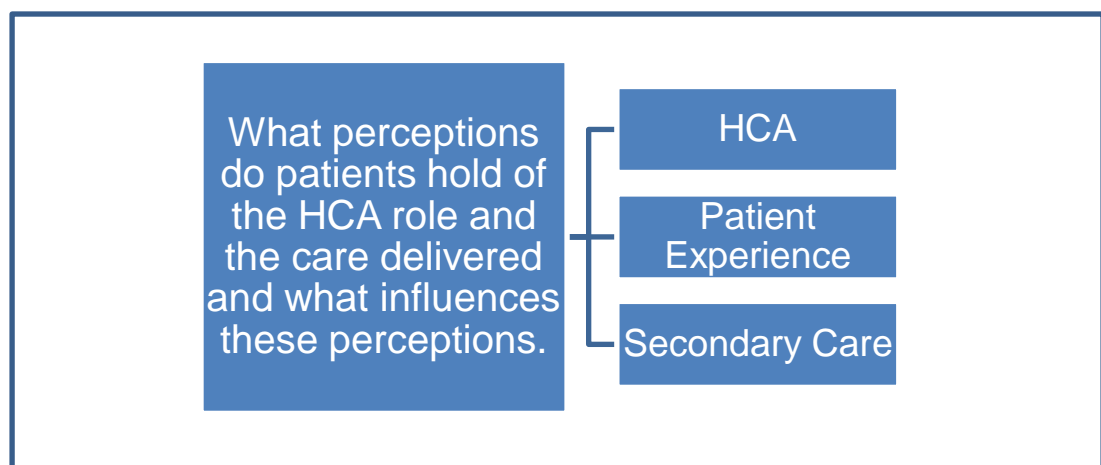 What perceptions
do patients hold of
the HCA role and
the care delivered
and what influences
these perceptions.
HCA
Patient
Experience
Secondary Care